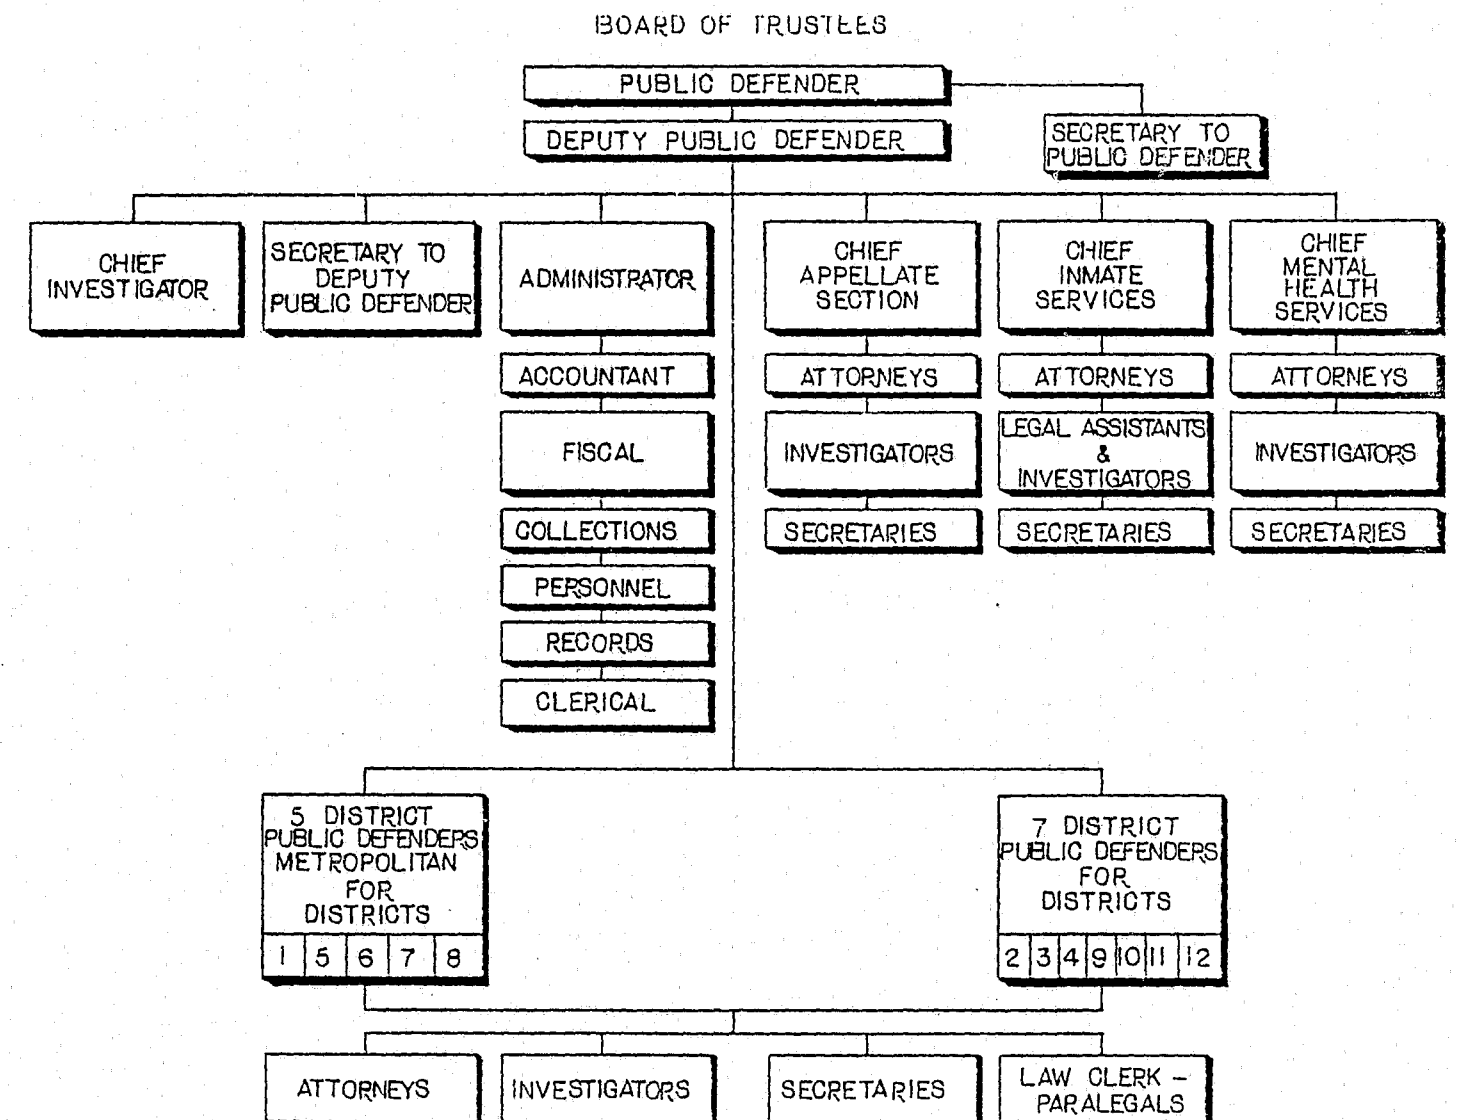 BOARD OF TRUSTEES
PUBLIC DEFENDER
DEPUTY PUBLIC DEFENDER
SECRETARY TO
PUBLIC DEFENDER
CHIEF
INVESTIGATOR
SECRETARY TO
DEPUTY
PUBLIC DEFENDER
ADMINISTRATOR
CHIEF
APPELLATE
SECTION
CHIEF
INMATE
SERVICES
CHIEF
MENTAL
HEALTH
SERVICES
ACCOUNTANT
FISCAL
COLLECTIONS
PERSONNEL
RECORDS
CLERICAL
ATTORNEYS
INVESTIGATORS
SECRETARIES
ATTORNEYS
LEGAL ASSISTANTS
&
INVESTIGATORS
SECRETARIES
ATTORNEYS
INVESTIGATORS
SECRETARIES
5 DISTRICT
PUBLIC DEFENDERS
METROPOLITAN
FOR
DISTRICTS
1 5 6 7 8
7 DISTRICT
PUBLIC DEFENDERS
FOR
DISTRICTS
2 3 4 9 10 11 12
ATTORNEYS
INVESTIGATORS
SECRETARIES
LAW CLERK -
PARALEGALS